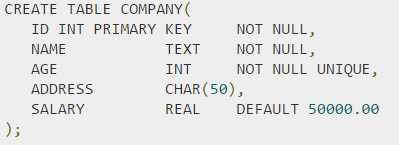 CREATE TABLE COMPANY(
   ID INT PRIMARY KEY     NOT NULL,
   NAME           TEXT    NOT NULL,
   AGE            INT     NOT NULL UNIQUE,
   ADDRESS        CHAR(50),
   SALARY         REAL    DEFAULT 50000.00
);